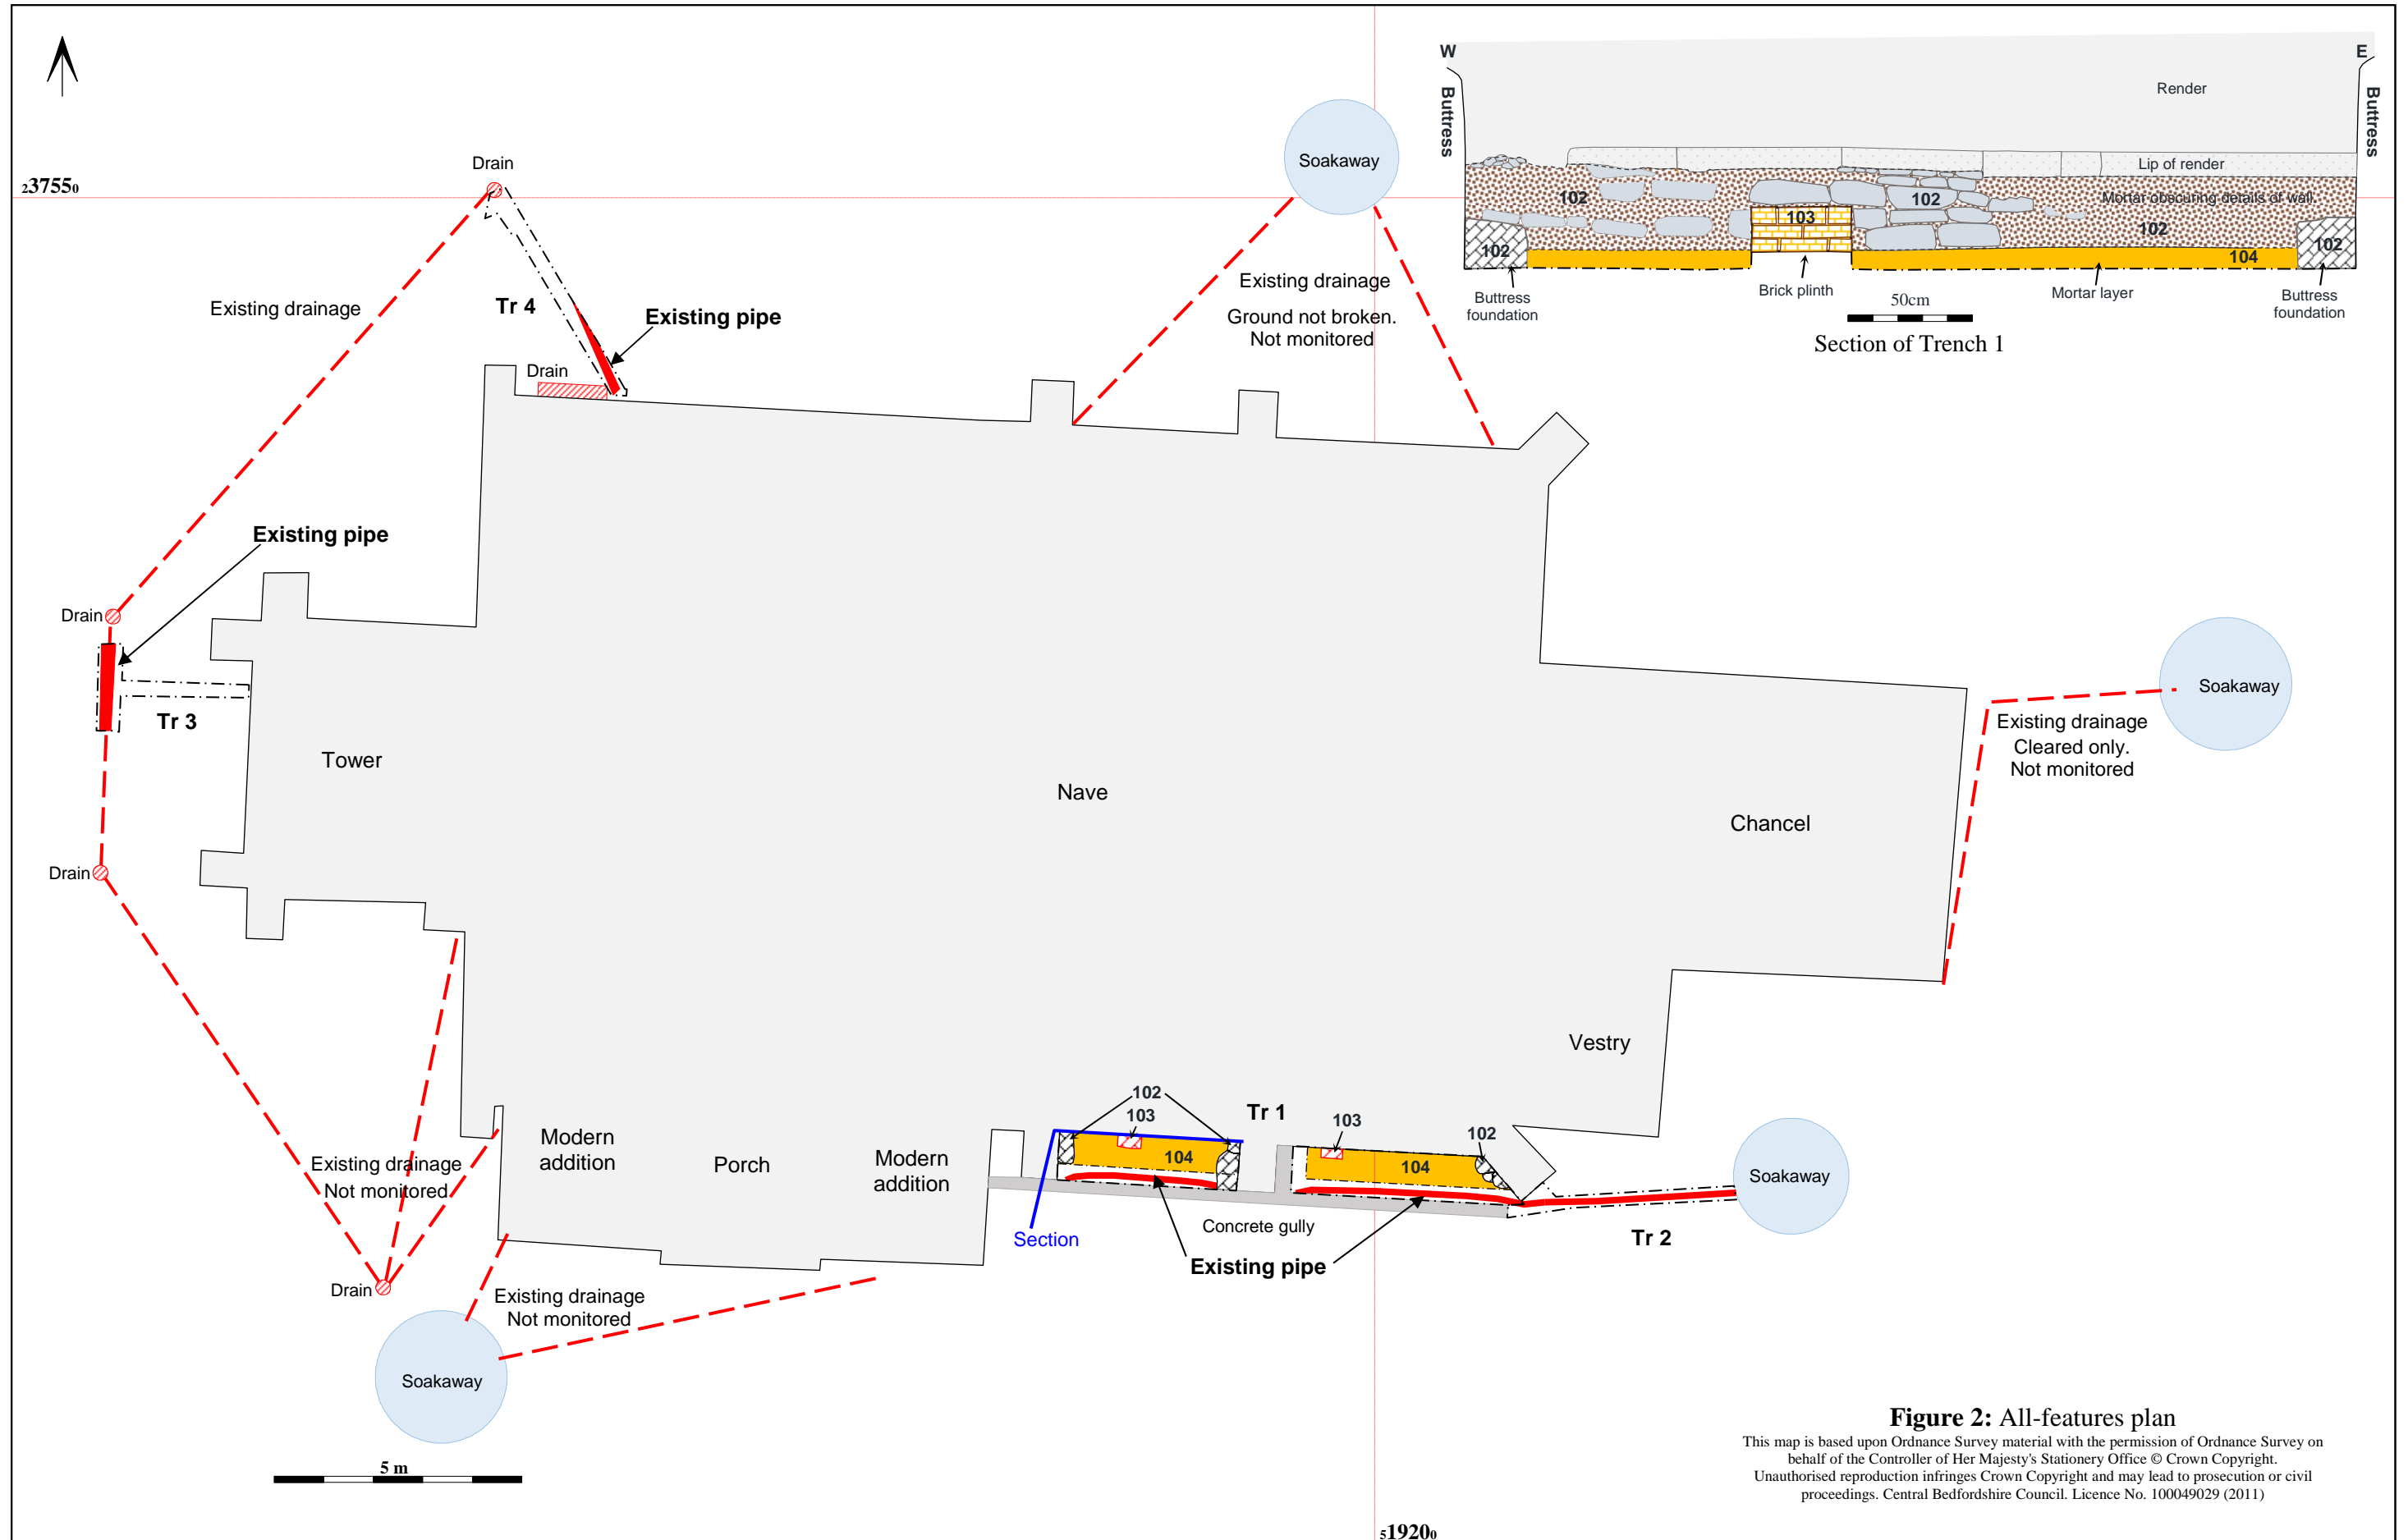 W
E
Buttress
Buttress
Render
Lip of render
Mortar obscuring details of wall.
102
102
102
103
102
102
104
Buttress
foundation
Brick plinth
50cm
Mortar layer
Buttress
foundation
Section of Trench 1
Drain
Soakaway
237550
Existing drainage
Tr 4
Existing pipe
Drain
Existing drainage
Ground not broken.
Not monitored
Existing pipe
Drain
Tr 3
Tower
Nave
Chancel
Soakaway
Existing drainage
Cleared only.
Not monitored
Drain
Vestry
102
103
Tr 1
103
102
104
104
Modern
addition
Porch
Modern
addition
Existing drainage
Not monitored
Soakaway
Section
Concrete gully
Tr 2
Existing pipe
Drain
Existing drainage
Not monitored
Soakaway
5 m
519200
Figure 2: All-features plan
This map is based upon Ordnance Survey material with the permission of Ordnance Survey on
behalf of the Controller of Her Majesty's Stationery Office © Crown Copyright.
Unauthorised reproduction infringes Crown Copyright and may lead to prosecution or civil
proceedings. Central Bedfordshire Council. Licence No. 100049029 (2011)